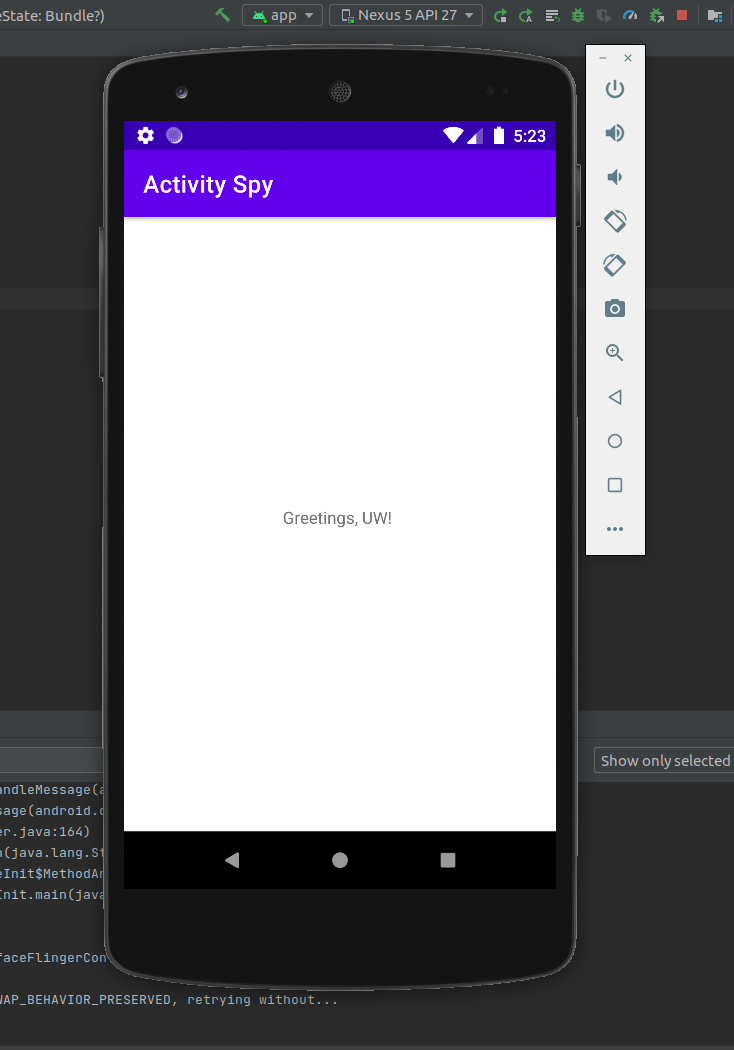 eState: Bundle?)
app
Nexus 5 API 27
5:23
Activity Spy
Greetings, UW!
Show only selected
andleMessage(a
sage(android.o
er.java:164)
n(java.lang.St
eInit$MethodAn
Init.main(java
faceFlingerCon
WAP_BEHAVIOR_PRESERVED, retrying without...